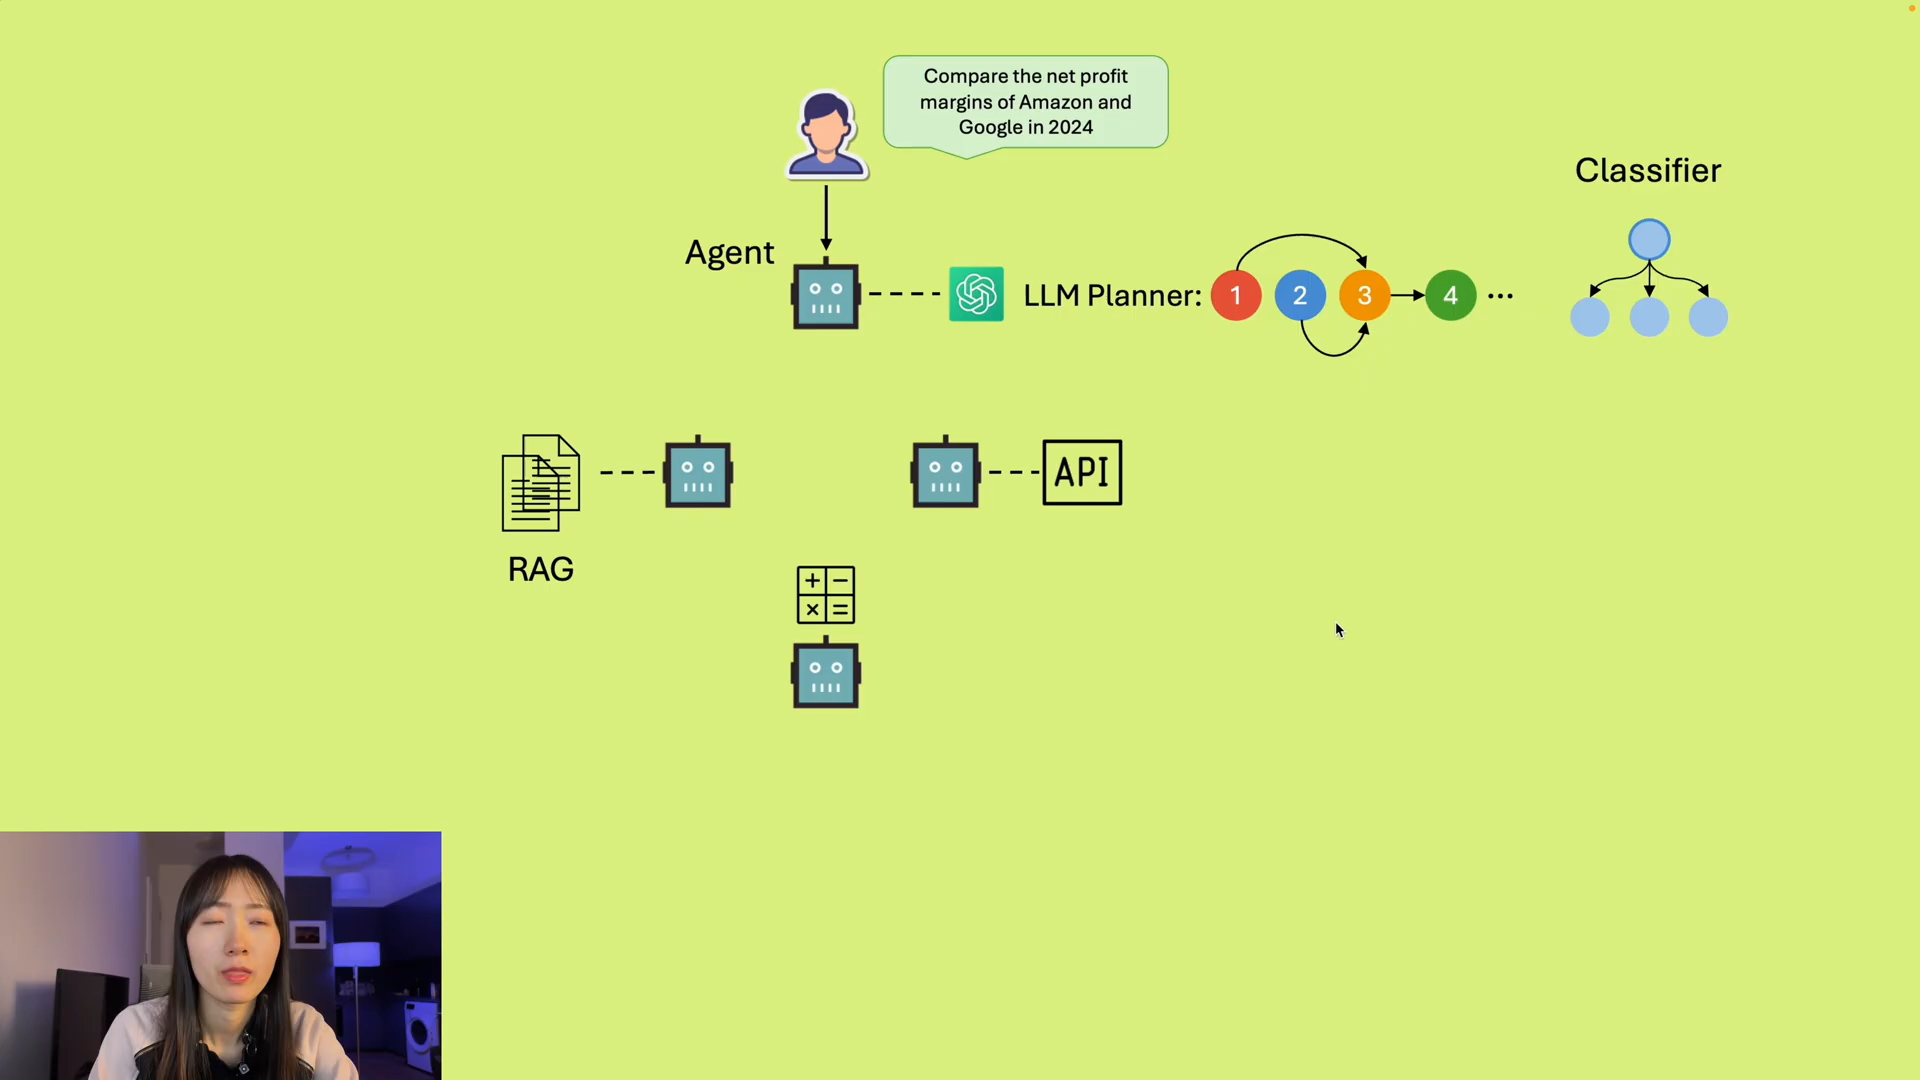 Compare the net profit
margins of Amazon and
Google in 2024
Classifier
Agent
LLM Planner:
1
2
3
4
...
API
RAG
+ −
× =